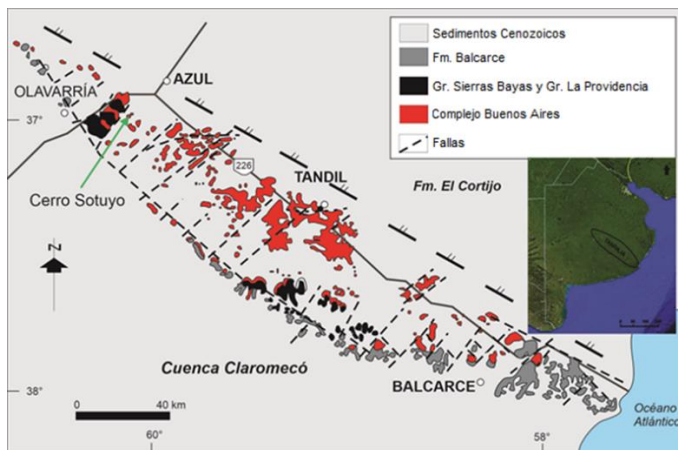 Sedimentos Cenozoicos
Fm. Balcarce
Gr. Sierras Bayas y Gr. La Providencia
Complejo Buenos Aires
Fallas
AZUL
OLAVARRÍA
37°
226
TANDIL
Fm. El Cortijo
Cerro Sotuyo
N
Cuenca Claromecó
BALCARCE
38°
40 km
Océano
Atlántico
60°
58°